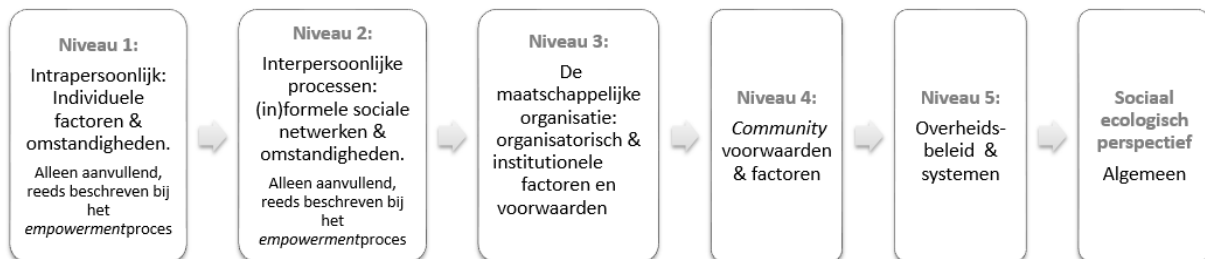 Niveau 1:
Intrapersoonlijk:
Individuele
factoren &
omstandigheden.
Alleen aanvullend,
reeds beschreven bij
het
empowermentproces
Niveau 2:
Interpersoonlijke
processen:
(in)formele sociale
netwerken &
omstandigheden.
Alleen aanvullend,
reeds beschreven bij
het
empowermentproces
Niveau 3:
De
maatschappelijke
organisatie:
organisatorisch &
institutionele
factoren en
voorwaarden
Niveau 4:
Community
voorwaarden
& factoren
Niveau 5:
Overheids-
beleid &
systemen
Sociaal
ecologisch
perspectief
Algemeen